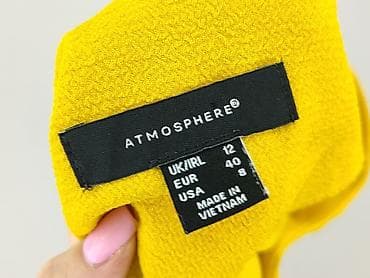 ATMOSPHERE
UK/IRL 12
EUR 40
USA 8
MADE IN
VIETNAM